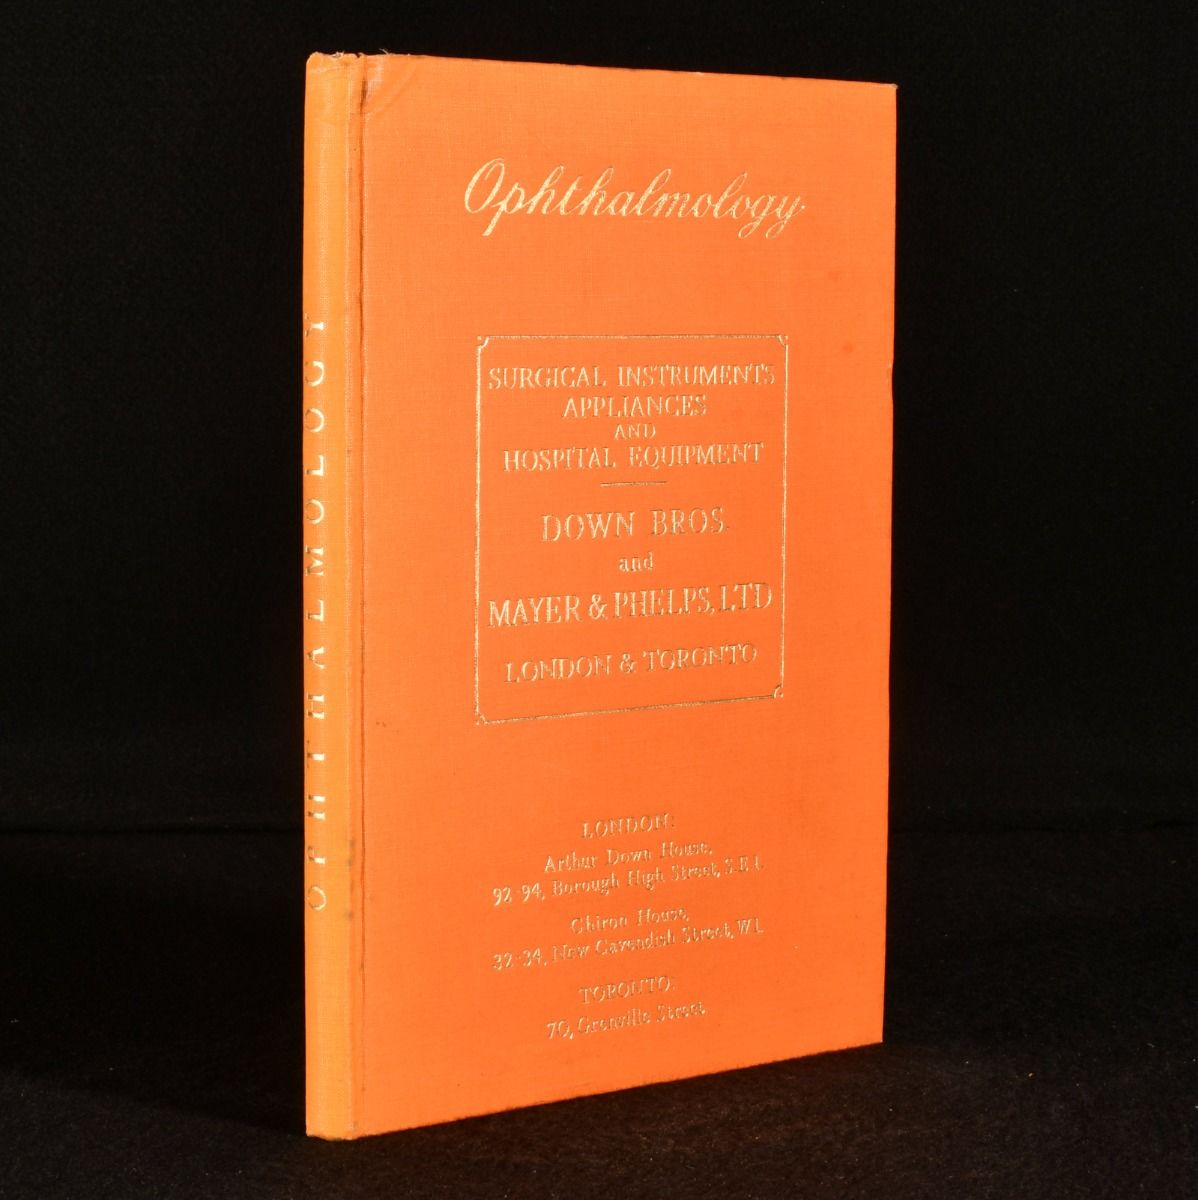 OPHTHALMOLOGY
Ophthalmology
SURGICAL INSTRUMENTS
APPLIANCES
AND
HOSPITAL EQUIPMENT
DOWN BROS.
and
MAYER & PHELPS, LTD
LONDON & TORONTO
LONDON:
Arthur Down House,
92-94, Borough High Street, S.E.1.
Chiron House,
32-34, New Cavendish Street, W.1.
TORONTO:
70, Grenville Street